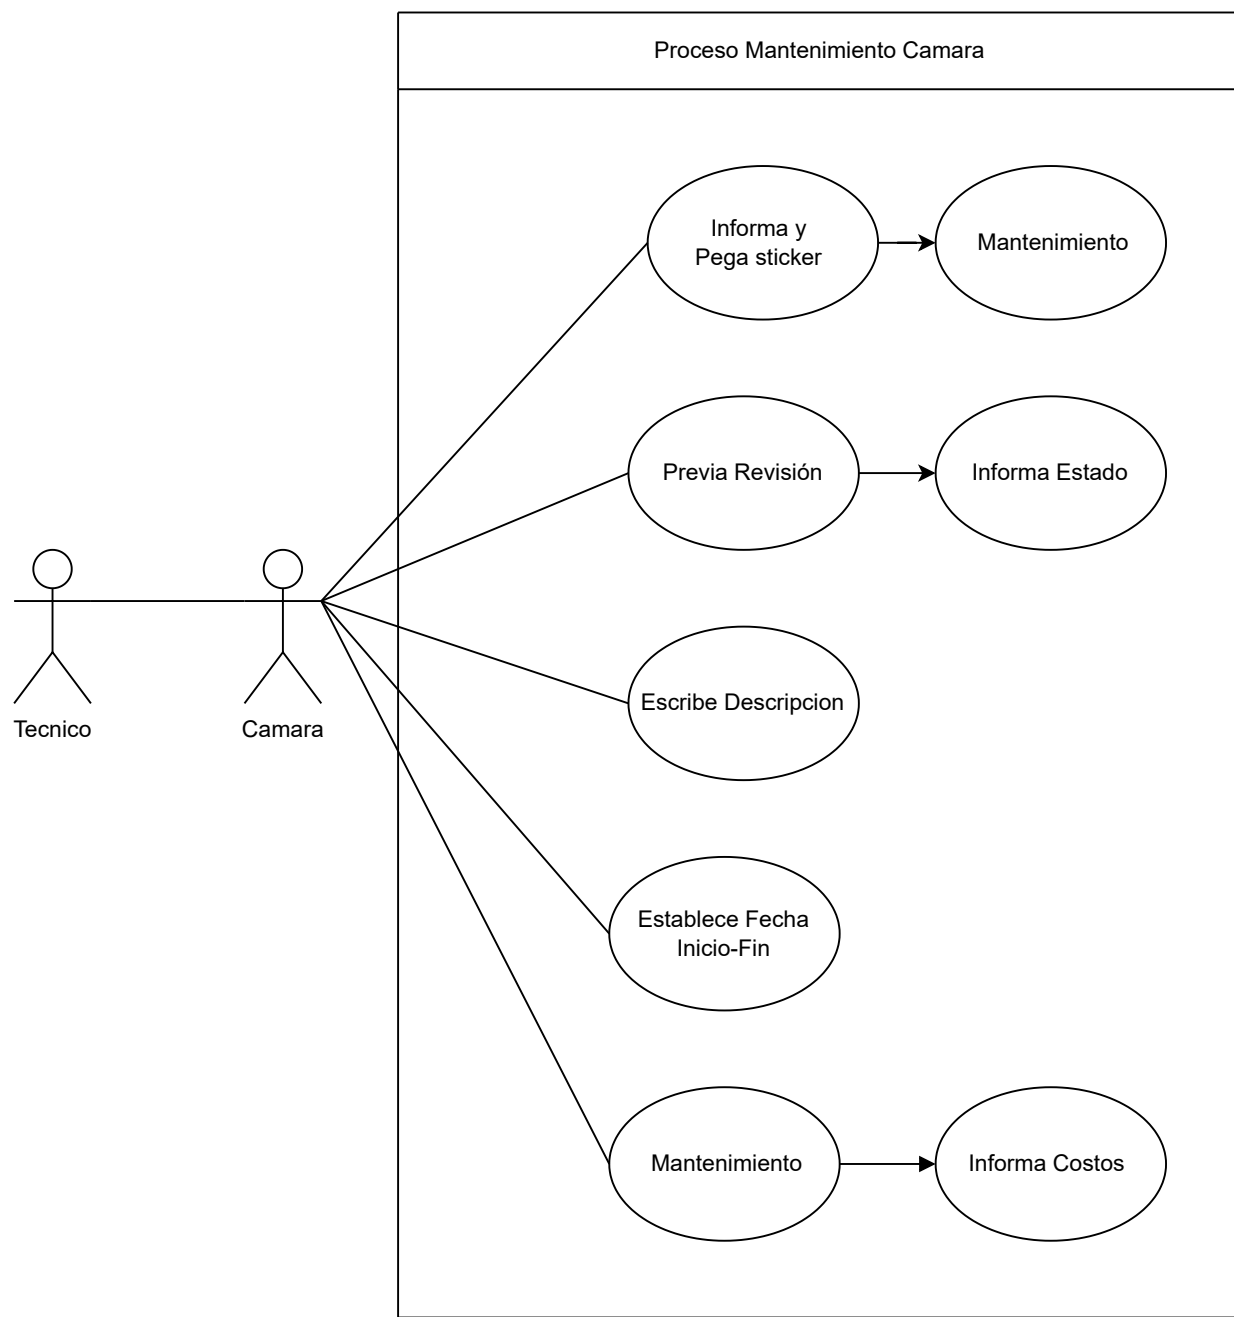 Proceso Mantenimiento Camara
Informa y
Pega sticker
Mantenimiento
Previa Revisión
Informa Estado
Escribe Descripcion
Tecnico
Camara
Establece Fecha
Inicio-Fin
Mantenimiento
Informa Costos